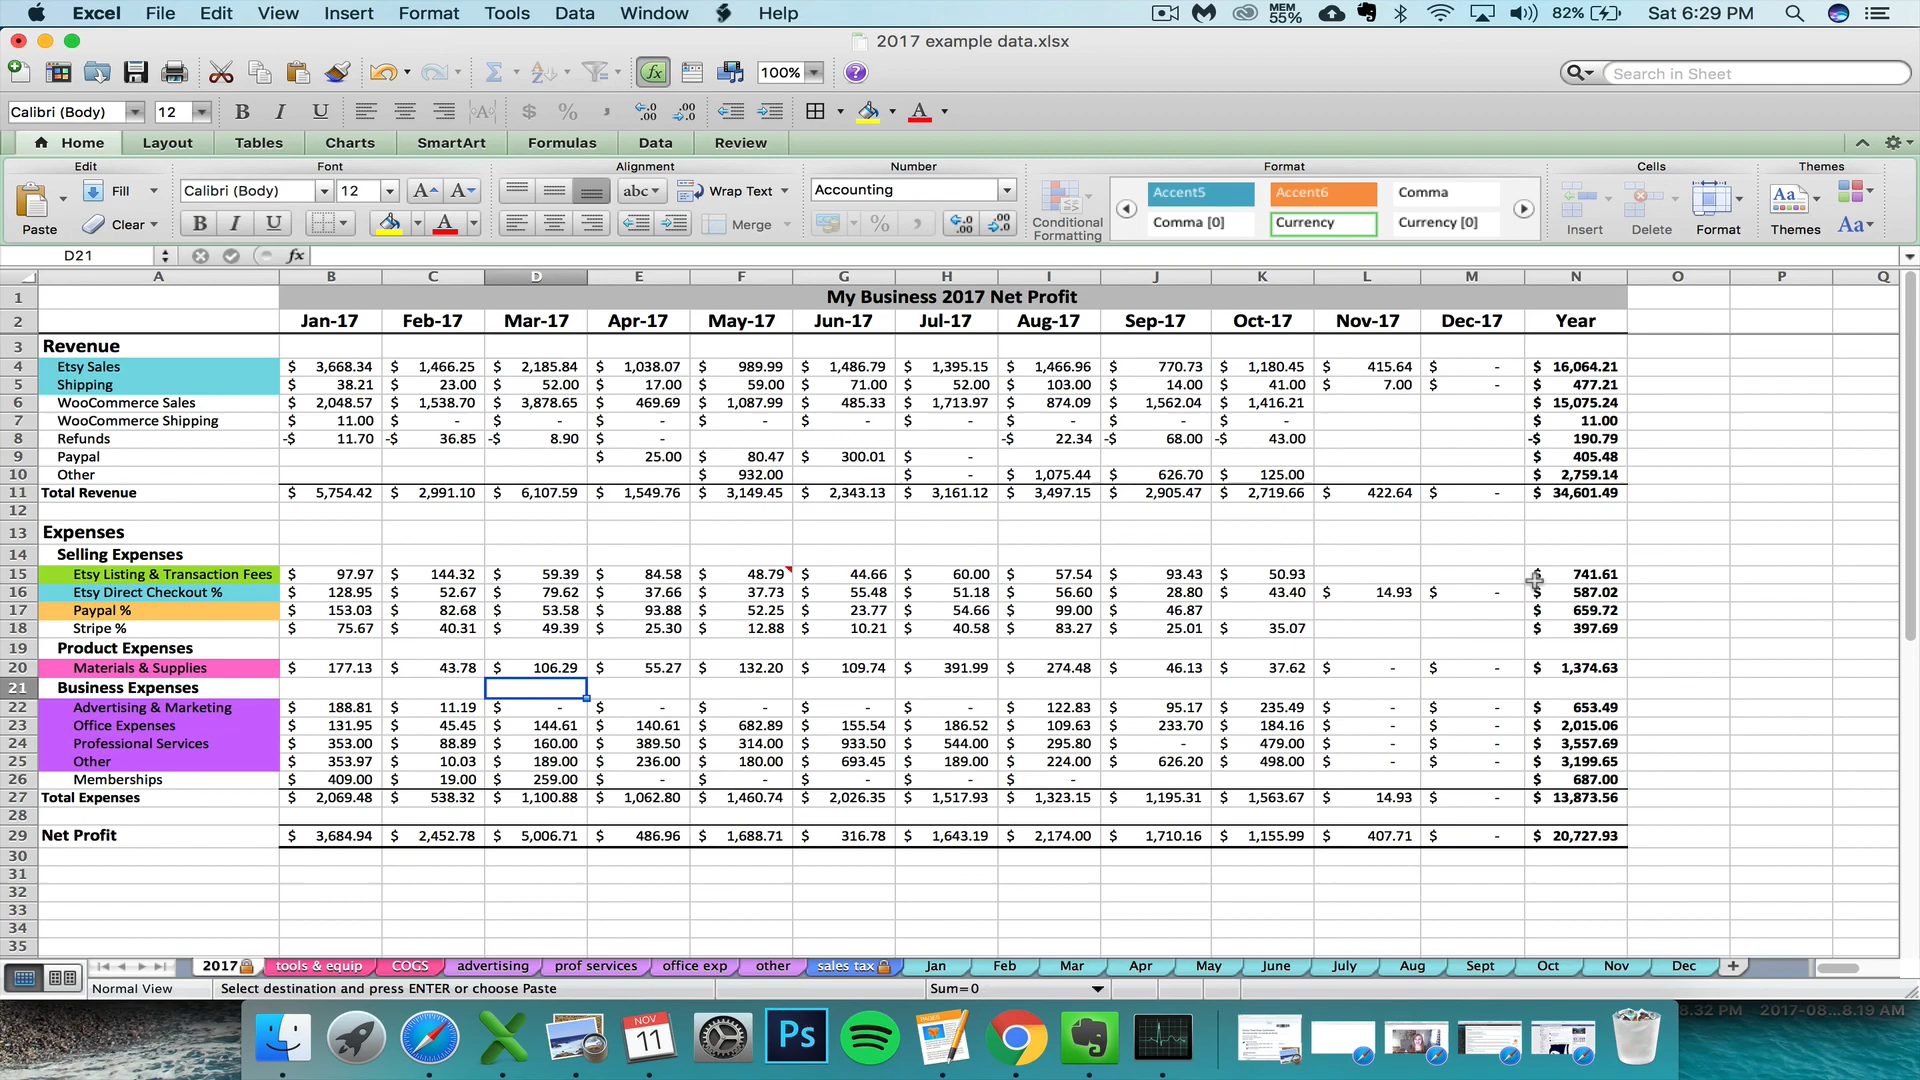 Excel File Edit View Insert Format Tools Data Window Help MEM 55% 82% Sat 6:29 PM
2017 example data.xlsx
100% Search in Sheet
Calibri (Body) 12 B I U $ %
Home Layout Tables Charts SmartArt Formulas Data Review
Edit Font Alignment Number Format Cells Themes
Fill Calibri (Body) 12 abc Wrap Text Accounting Accent5 Accent6 Comma
Paste Clear B I U Merge % Conditional Formatting Comma [0] Currency Currency [0] Insert Delete Format Themes Aa
D21 fx
A B C D E F G H I J K L M N O P Q
1 My Business 2017 Net Profit
2 Jan-17 Feb-17 Mar-17 Apr-17 May-17 Jun-17 Jul-17 Aug-17 Sep-17 Oct-17 Nov-17 Dec-17 Year
3 Revenue
4 Etsy Sales $ 3,668.34 $ 1,466.25 $ 2,185.84 $ 1,038.07 $ 989.99 $ 1,486.79 $ 1,395.15 $ 1,466.96 $ 770.73 $ 1,180.45 $ 415.64 $ - $ 16,064.21
5 Shipping $ 38.21 $ 23.00 $ 52.00 $ 17.00 $ 59.00 $ 71.00 $ 52.00 $ 103.00 $ 14.00 $ 41.00 $ 7.00 $ - $ 477.21
6 WooCommerce Sales $ 2,048.57 $ 1,538.70 $ 3,878.65 $ 469.69 $ 1,087.99 $ 485.33 $ 1,713.97 $ 874.09 $ 1,562.04 $ 1,416.21 $ 15,075.24
7 WooCommerce Shipping $ 11.00 $ - $ - $ - $ - $ - $ - $ - $ - $ - $ 11.00
8 Refunds -$ 11.70 -$ 36.85 -$ 8.90 $ - -$ 22.34 -$ 68.00 -$ 43.00 -$ 190.79
9 Paypal $ 25.00 $ 80.47 $ 300.01 $ - $ 405.48
10 Other $ 932.00 $ - $ 1,075.44 $ 626.70 $ 125.00 $ 2,759.14
11 Total Revenue $ 5,754.42 $ 2,991.10 $ 6,107.59 $ 1,549.76 $ 3,149.45 $ 2,343.13 $ 3,161.12 $ 3,497.15 $ 2,905.47 $ 2,719.66 $ 422.64 $ - $ 34,601.49
12
13 Expenses
14 Selling Expenses
15 Etsy Listing & Transaction Fees $ 97.97 $ 144.32 $ 59.39 $ 84.58 $ 48.79 $ 44.66 $ 60.00 $ 57.54 $ 93.43 $ 50.93 $ 741.61
16 Etsy Direct Checkout % $ 128.95 $ 52.67 $ 79.62 $ 37.66 $ 37.73 $ 55.48 $ 51.18 $ 56.60 $ 28.80 $ 43.40 $ 14.93 $ - $ 587.02
17 Paypal % $ 153.03 $ 82.68 $ 53.58 $ 93.88 $ 52.25 $ 23.77 $ 54.66 $ 99.00 $ 46.87 $ 659.72
18 Stripe % $ 75.67 $ 40.31 $ 49.39 $ 25.30 $ 12.88 $ 10.21 $ 40.58 $ 83.27 $ 25.01 $ 35.07 $ 397.69
19 Product Expenses
20 Materials & Supplies $ 177.13 $ 43.78 $ 106.29 $ 55.27 $ 132.20 $ 109.74 $ 391.99 $ 274.48 $ 46.13 $ 37.62 $ - $ - $ 1,374.63
21 Business Expenses
22 Advertising & Marketing $ 188.81 $ 11.19 $ - $ - $ - $ - $ - $ 122.83 $ 95.17 $ 235.49 $ - $ - $ 653.49
23 Office Expenses $ 131.95 $ 45.45 $ 144.61 $ 140.61 $ 682.89 $ 155.54 $ 186.52 $ 109.63 $ 233.70 $ 184.16 $ - $ - $ 2,015.06
24 Professional Services $ 353.00 $ 88.89 $ 160.00 $ 389.50 $ 314.00 $ 933.50 $ 544.00 $ 295.80 $ - $ 479.00 $ - $ - $ 3,557.69
25 Other $ 353.97 $ 10.03 $ 189.00 $ 236.00 $ 180.00 $ 693.45 $ 189.00 $ 224.00 $ 626.20 $ 498.00 $ - $ - $ 3,199.65
26 Memberships $ 409.00 $ 19.00 $ 259.00 $ - $ - $ - $ - $ - $ 687.00
27 Total Expenses $ 2,069.48 $ 538.32 $ 1,100.88 $ 1,062.80 $ 1,460.74 $ 2,026.35 $ 1,517.93 $ 1,323.15 $ 1,195.31 $ 1,563.67 $ 14.93 $ - $ 13,873.56
28
29 Net Profit $ 3,684.94 $ 2,452.78 $ 5,006.71 $ 486.96 $ 1,688.71 $ 316.78 $ 1,643.19 $ 2,174.00 $ 1,710.16 $ 1,155.99 $ 407.71 $ - $ 20,727.93
30
31
32
33
34
35
2017 tools & equip COGS advertising prof services office exp other sales tax Jan Feb Mar Apr May June July Aug Sept Oct Nov Dec
Normal View Select destination and press ENTER or choose Paste Sum=0
8.32 PM 2017-08...8.19 AM
NOV 11 Ps PAGES